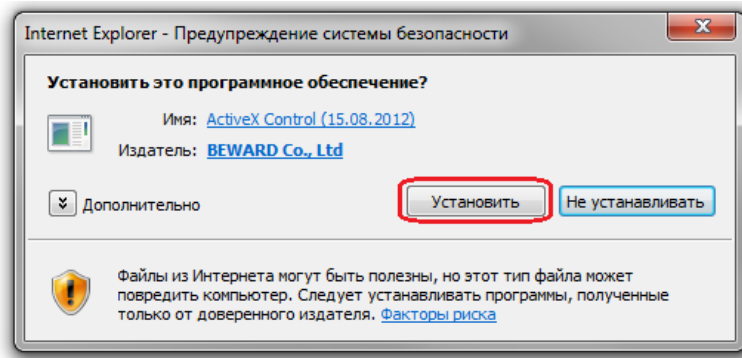 Internet Explorer - Предупреждение системы безопасности
Установить это программное обеспечение?
Имя: ActiveX Control (15.08.2012)
Издатель: BEWARD Co., Ltd
Дополнительно
Установить
Не устанавливать
Файлы из Интернета могут быть полезны, но этот тип файла может
повредить компьютер. Следует устанавливать программы, полученные
только от доверенного издателя. Факторы риска